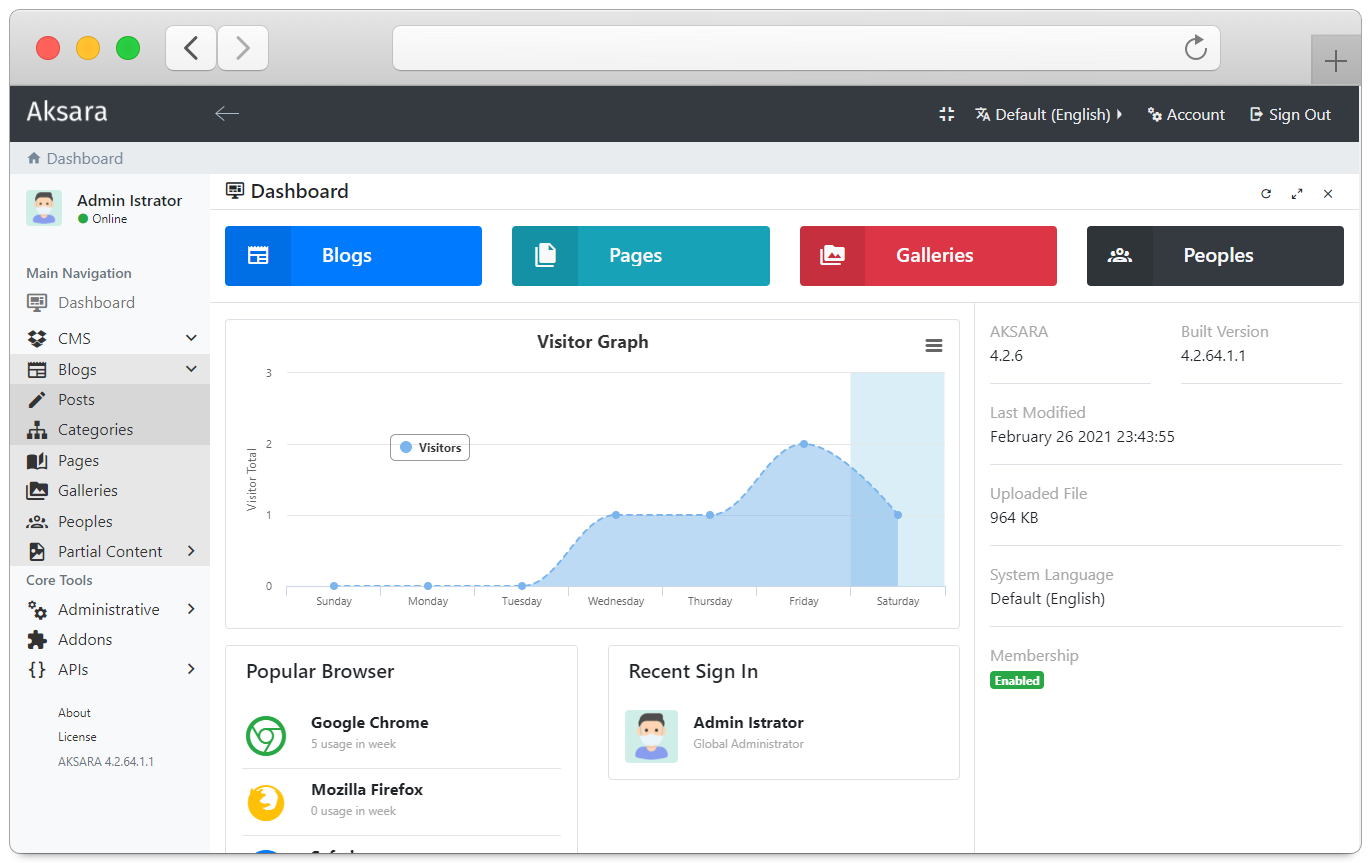 Aksara
Default (English)
Account
Sign Out
Dashboard
Admin Istrator
Online
Main Navigation
Dashboard
CMS
Blogs
Posts
Categories
Pages
Galleries
Peoples
Partial Content
Core Tools
Administrative
Addons
APIs
About
License
AKSARA 4.2.64.1.1
Dashboard
Blogs
Pages
Galleries
Peoples
Visitor Graph
3
2
1
0
Visitor Total
Visitors
Sunday
Monday
Tuesday
Wednesday
Thursday
Friday
Saturday
Popular Browser
Google Chrome
5 usage in week
Mozilla Firefox
0 usage in week
Recent Sign In
Admin Istrator
Global Administrator
AKSARA
4.2.6
Built Version
4.2.64.1.1
Last Modified
February 26 2021 23:43:55
Uploaded File
964 KB
System Language
Default (English)
Membership
Enabled